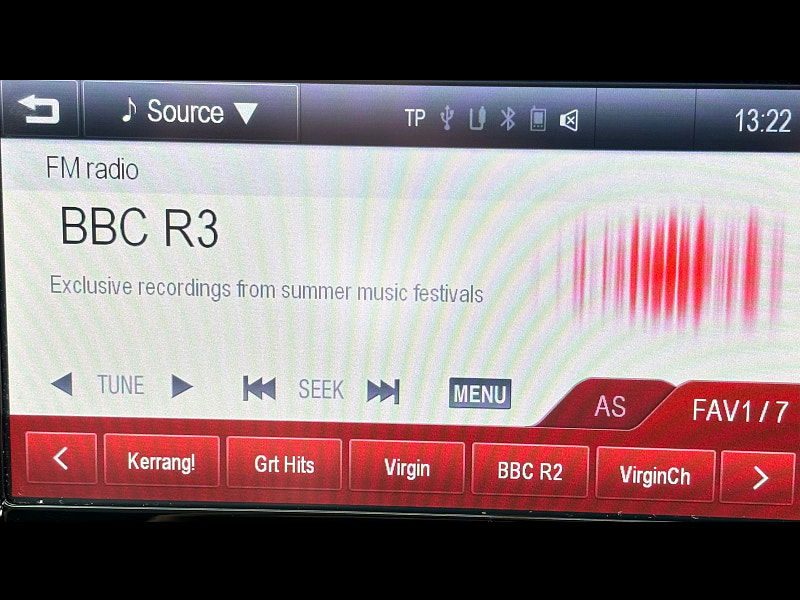 Source
TP
13:22
FM radio
BBC R3
Exclusive recordings from summer music festivals
TUNE
SEEK
MENU
AS
FAV1/7
Kerrang!
Grt Hits
Virgin
BBC R2
VirginCh